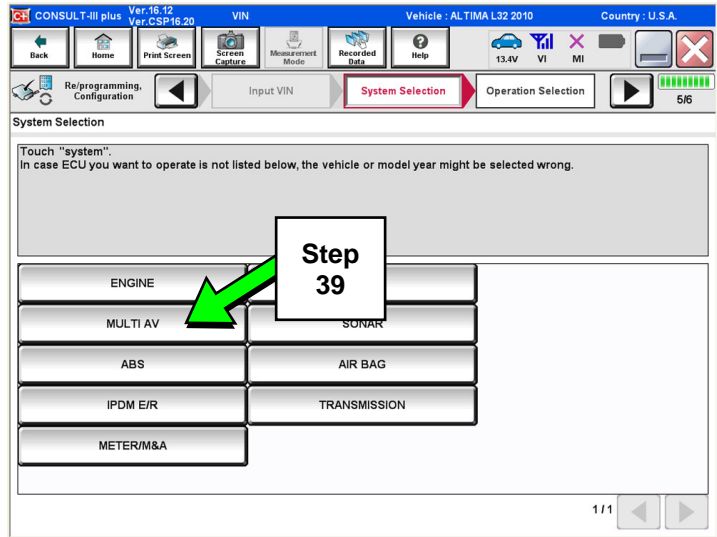 C+ CONSULT-III plus Ver.16.12 VIN Vehicle : ALTIMA L32 2010 Country : U.S.A.
Ver.CSP16.20
Back Home Print Screen Screen Capture Measurement Mode Recorded Data Help 13.4V VI MI
Re/programming, Configuration Input VIN System Selection Operation Selection 5/6
System Selection
Touch "system".
In case ECU you want to operate is not listed below, the vehicle or model year might be selected wrong.
Step
39
ENGINE
MULTI AV SONAR
ABS AIR BAG
IPDM E/R TRANSMISSION
METER/M&A
1/1